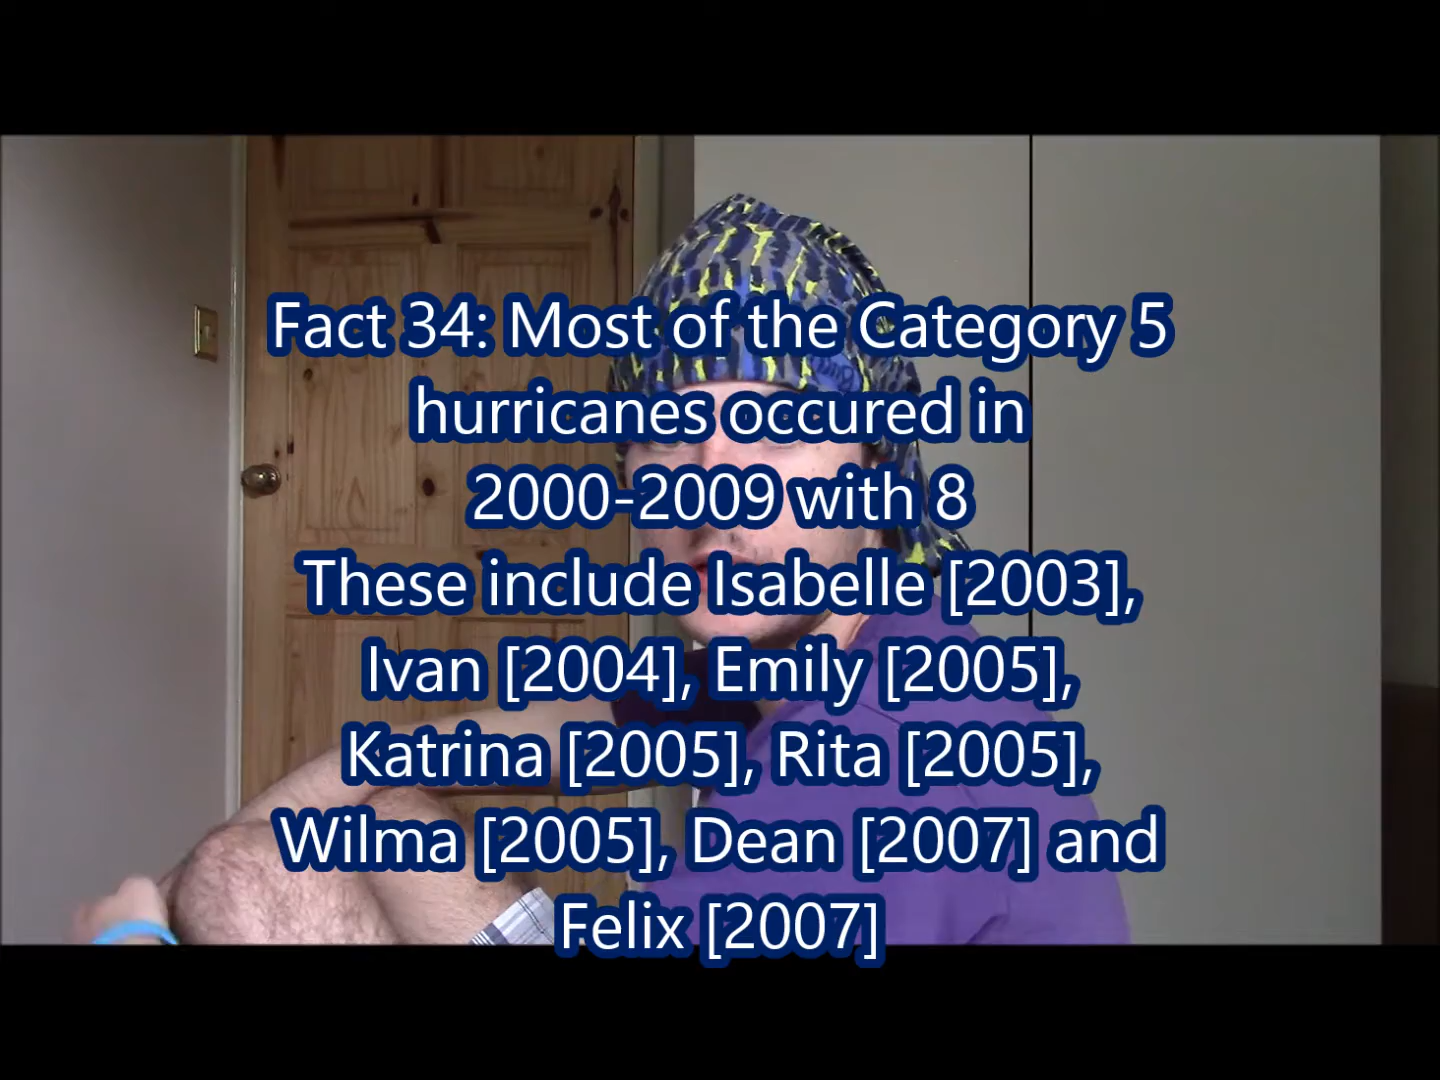 Fact 34: Most of the Category 5
hurricanes occured in
2000-2009 with 8
These include Isabelle [2003],
Ivan [2004], Emily [2005],
Katrina [2005], Rita [2005],
Wilma [2005], Dean [2007] and
Felix [2007]